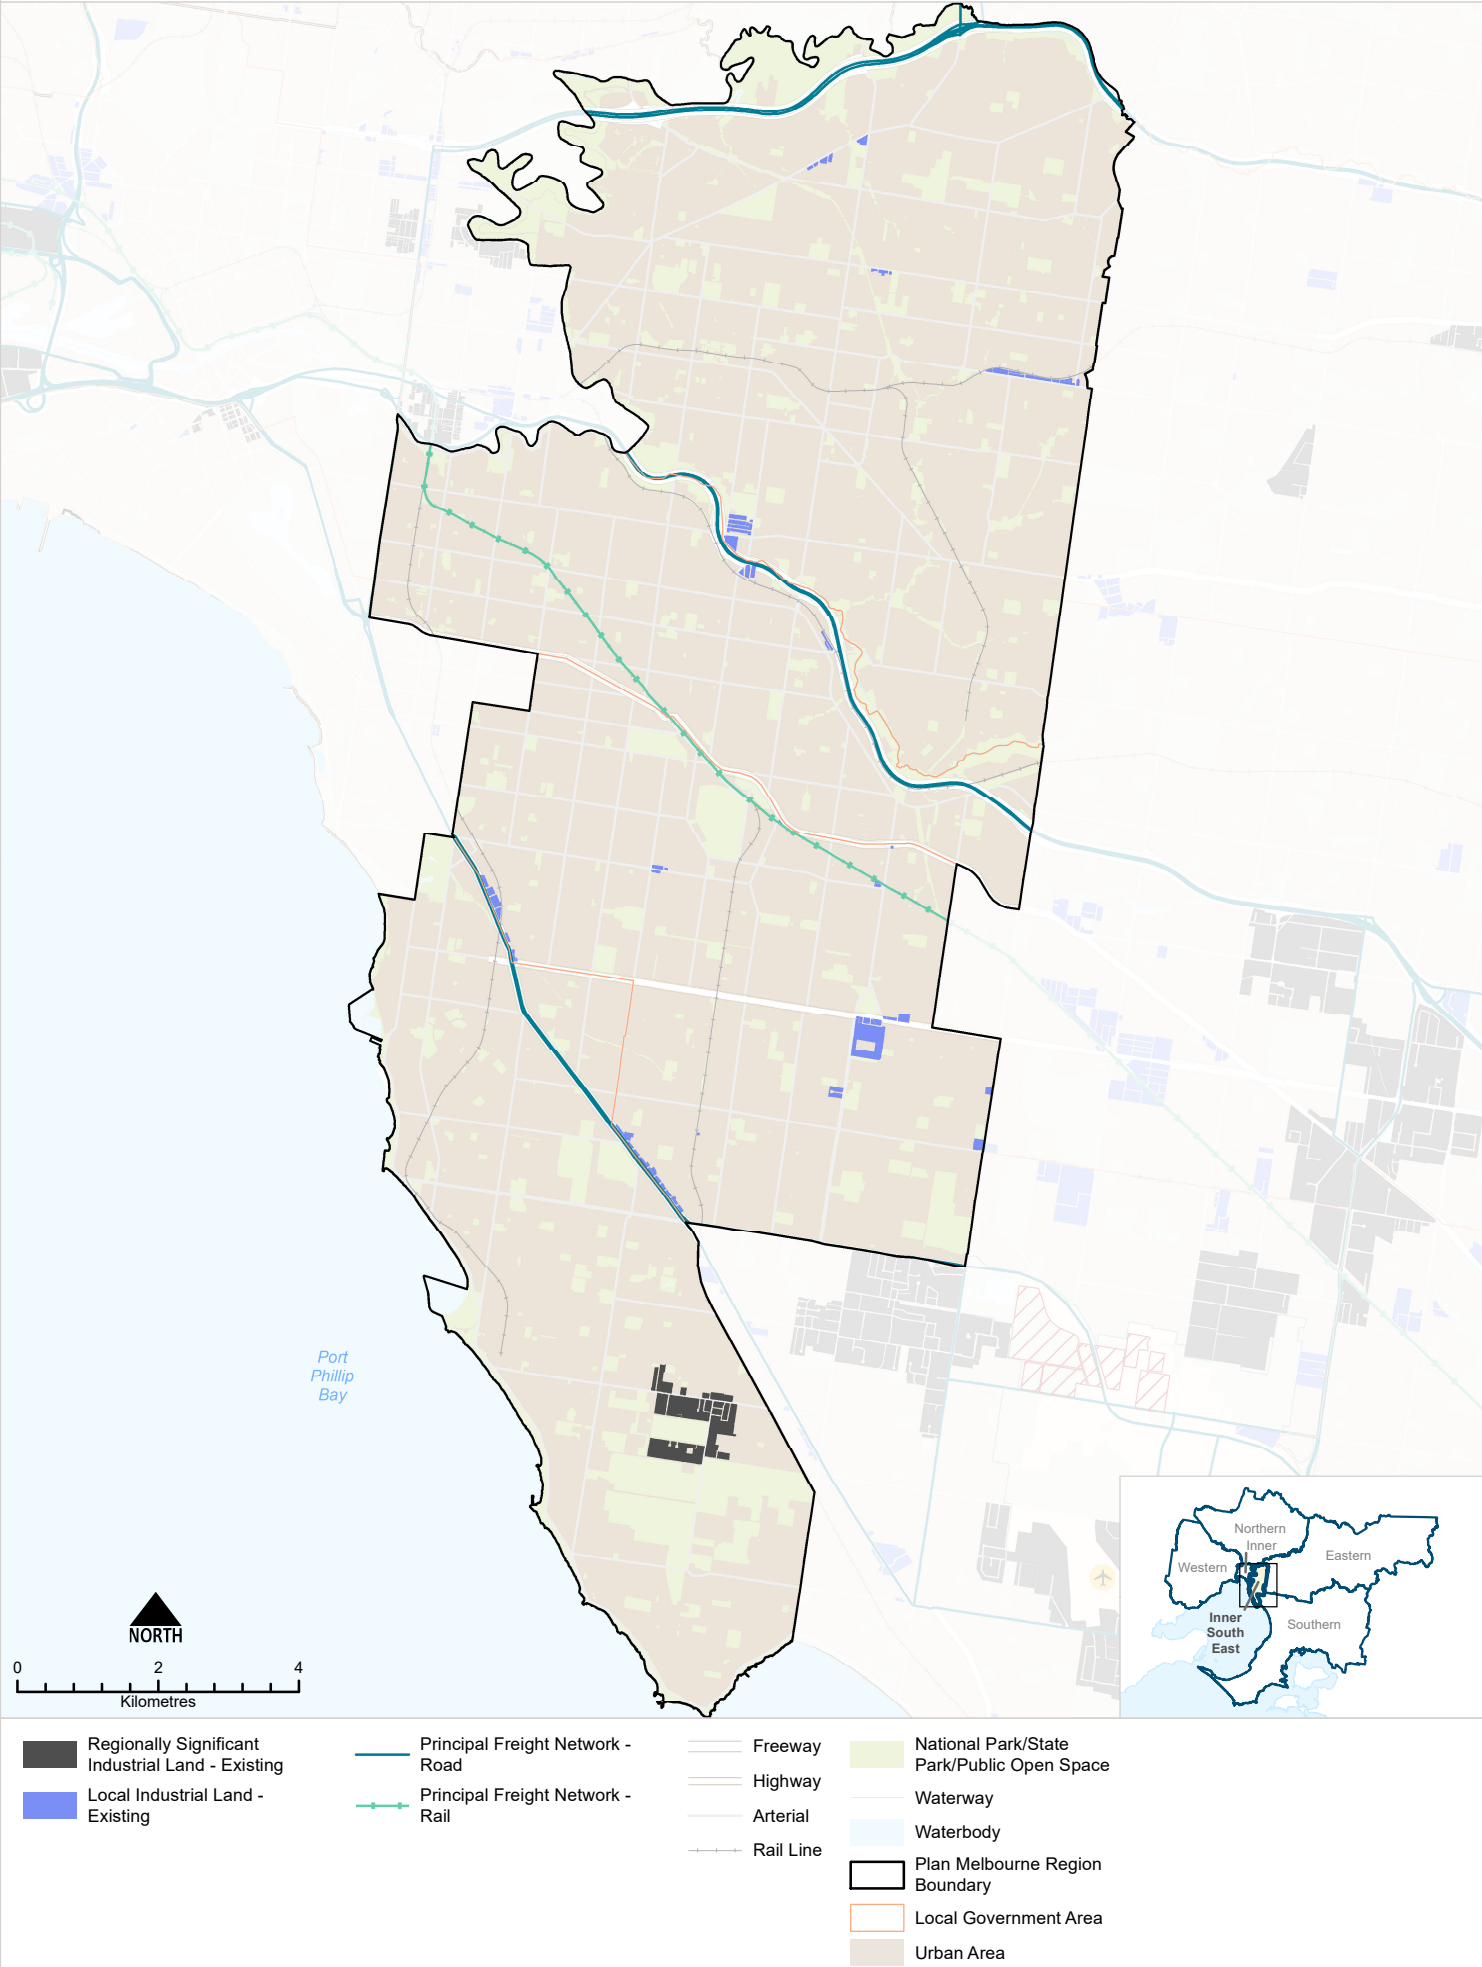 Port
Phillip
Bay
NORTH
0 2 4
Kilometres
Northern
Inner
Western
Eastern
Inner
South
East
Southern
Regionally Significant
Industrial Land - Existing
Local Industrial Land -
Existing
Principal Freight Network -
Road
Principal Freight Network -
Rail
Freeway
Highway
Arterial
Rail Line
National Park/State
Park/Public Open Space
Waterway
Waterbody
Plan Melbourne Region
Boundary
Local Government Area
Urban Area